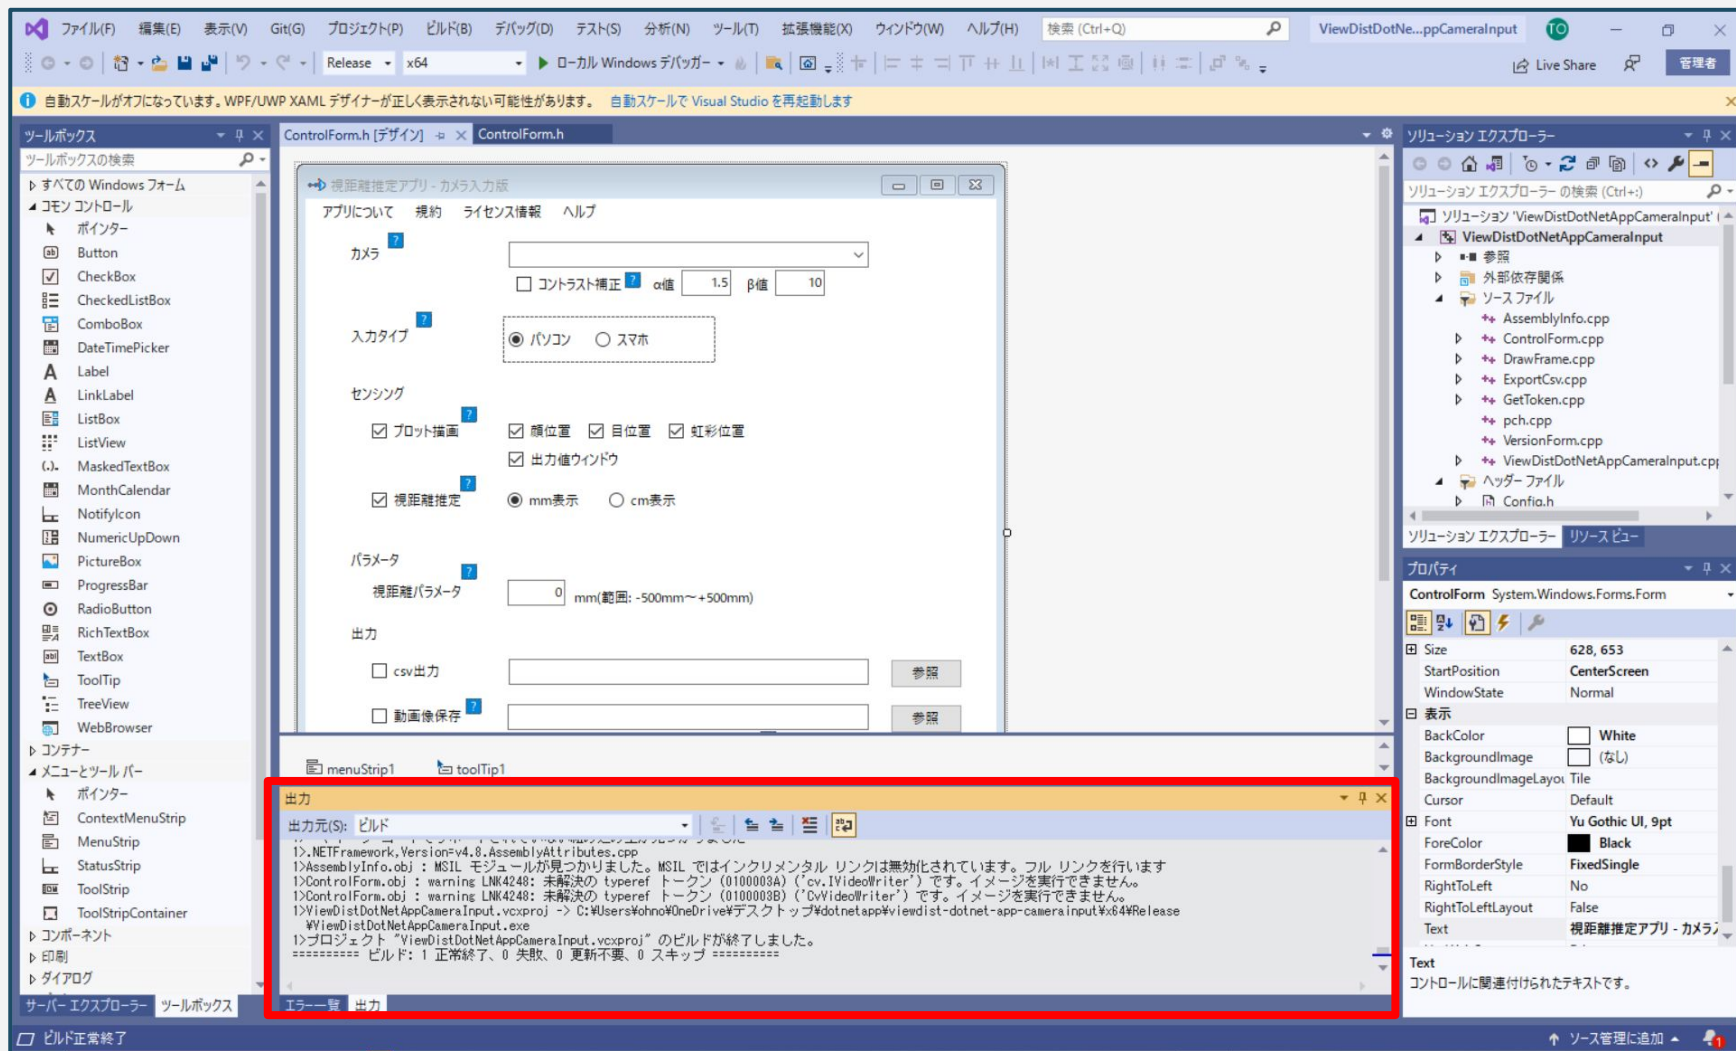 ファイル(F) 編集(E) 表示(V) Git(G) プロジェクト(P) ビルド(B) デバッグ(D) テスト(S) 分析(N) ツール(T) 拡張機能(X) ウィンドウ(W) ヘルプ(H) 検索 (Ctrl+Q) ViewDistDotNe...ppCameraInput TO
Release x64 ローカル Windows デバッガー Live Share 管理者
自動スケールがオフになっています。WPF/UWP XAML デザイナーが正しく表示されない可能性があります。 自動スケールで Visual Studio を再起動します
ツールボックス
ツールボックスの検索
すべての Windows フォーム
コモン コントロール
ポインター
Button
CheckBox
CheckedListBox
ComboBox
DateTimePicker
Label
LinkLabel
ListBox
ListView
MaskedTextBox
MonthCalendar
NotifyIcon
NumericUpDown
PictureBox
ProgressBar
RadioButton
RichTextBox
TextBox
ToolTip
TreeView
WebBrowser
コンテナー
メニューとツール バー
ポインター
ContextMenuStrip
MenuStrip
StatusStrip
ToolStrip
ToolStripContainer
コンポーネント
印刷
ダイアログ
サーバー エクスプローラー ツールボックス
ControlForm.h [デザイン] ControlForm.h
視距離推定アプリ - カメラ入力版
アプリについて 規約 ライセンス情報 ヘルプ
カメラ ?
コントラスト補正 ? α値 1.5 β値 10
入力タイプ ? パソコン スマホ
センシング
プロット描画 ? 顔位置 目位置 虹彩位置
出力値ウィンドウ
視距離推定 ? mm表示 cm表示
パラメータ
視距離パラメータ ? 0 mm(範囲: -500mm～+500mm)
出力
csv出力 参照
動画像保存 ? 参照
menuStrip1 toolTip1
出力
出力元(S): ビルド
1>.NETFramework,Version=v4.8.AssemblyAttributes.cpp
1>AssemblyInfo.obj : MSIL モジュールが見つかりました。MSIL ではインクリメンタル リンクは無効化されています。フル リンクを行います
1>ControlForm.obj : warning LNK4248: 未解決の typeref トークン (0100003A) ('cv.IVideoWriter') です。イメージを実行できません。
1>ControlForm.obj : warning LNK4248: 未解決の typeref トークン (0100003B) ('CvVideoWriter') です。イメージを実行できません。
1>ViewDistDotNetAppCameraInput.vcxproj -> C:¥Users¥ohno¥OneDrive¥デスクトップ¥dotnetapp¥viewdist-dotnet-app-camerainput¥x64¥Release
¥ViewDistDotNetAppCameraInput.exe
1>プロジェクト "ViewDistDotNetAppCameraInput.vcxproj" のビルドが終了しました。
========== ビルド: 1 正常終了、0 失敗、0 更新不要、0 スキップ ==========
エラー一覧 出力
ソリューション エクスプローラー
ソリューション エクスプローラー の検索 (Ctrl+:)
ソリューション 'ViewDistDotNetAppCameraInput' (
ViewDistDotNetAppCameraInput
参照
外部依存関係
ソース ファイル
AssemblyInfo.cpp
ControlForm.cpp
DrawFrame.cpp
ExportCsv.cpp
GetToken.cpp
pch.cpp
VersionForm.cpp
ViewDistDotNetAppCameraInput.cpp
ヘッダー ファイル
Config.h
ソリューション エクスプローラー リソース ビュー
プロパティ
ControlForm System.Windows.Forms.Form
Size 628, 653
StartPosition CenterScreen
WindowState Normal
表示
BackColor White
BackgroundImage (なし)
BackgroundImageLayou Tile
Cursor Default
Font Yu Gothic UI, 9pt
ForeColor Black
FormBorderStyle FixedSingle
RightToLeft No
RightToLeftLayout False
Text 視距離推定アプリ - カメラ入
Text
コントロールに関連付けられたテキストです。
ビルド正常終了 ソース管理に追加 1